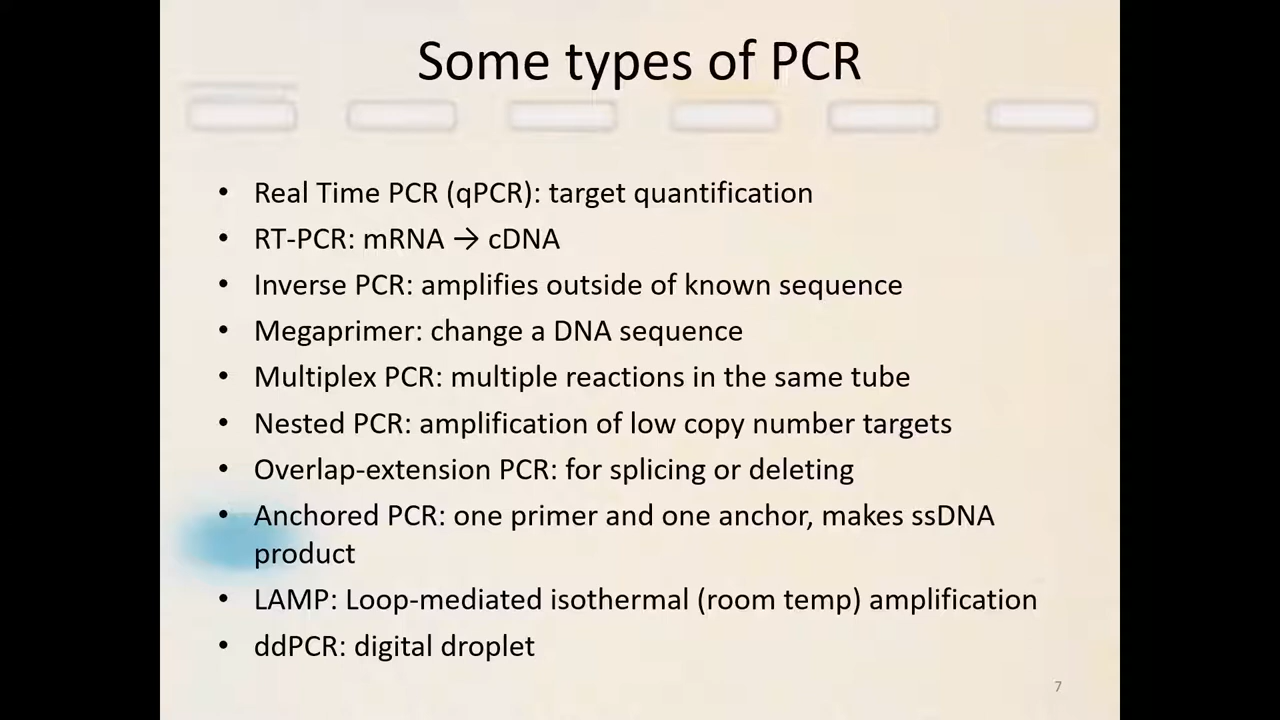 Some types of PCR
• Real Time PCR (qPCR): target quantification
• RT-PCR: mRNA → cDNA
• Inverse PCR: amplifies outside of known sequence
• Megaprimer: change a DNA sequence
• Multiplex PCR: multiple reactions in the same tube
• Nested PCR: amplification of low copy number targets
• Overlap-extension PCR: for splicing or deleting
• Anchored PCR: one primer and one anchor, makes ssDNA
product
• LAMP: Loop-mediated isothermal (room temp) amplification
• ddPCR: digital droplet
7